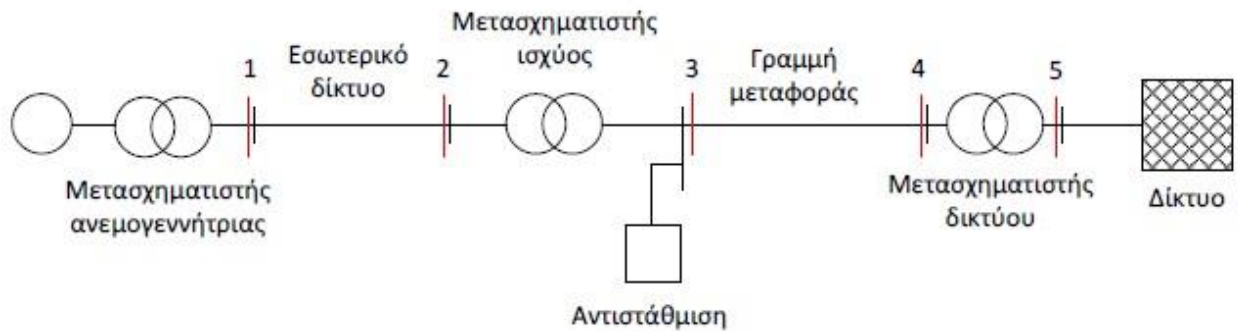 Μετασχηματιστής
ισχύος
1
Εσωτερικό
δίκτυο
2
3
Γραμμή
μεταφοράς
4
5
Μετασχηματιστής
ανεμογεννήτριας
Μετασχηματιστής
δικτύου
Δίκτυο
Αντιστάθμιση